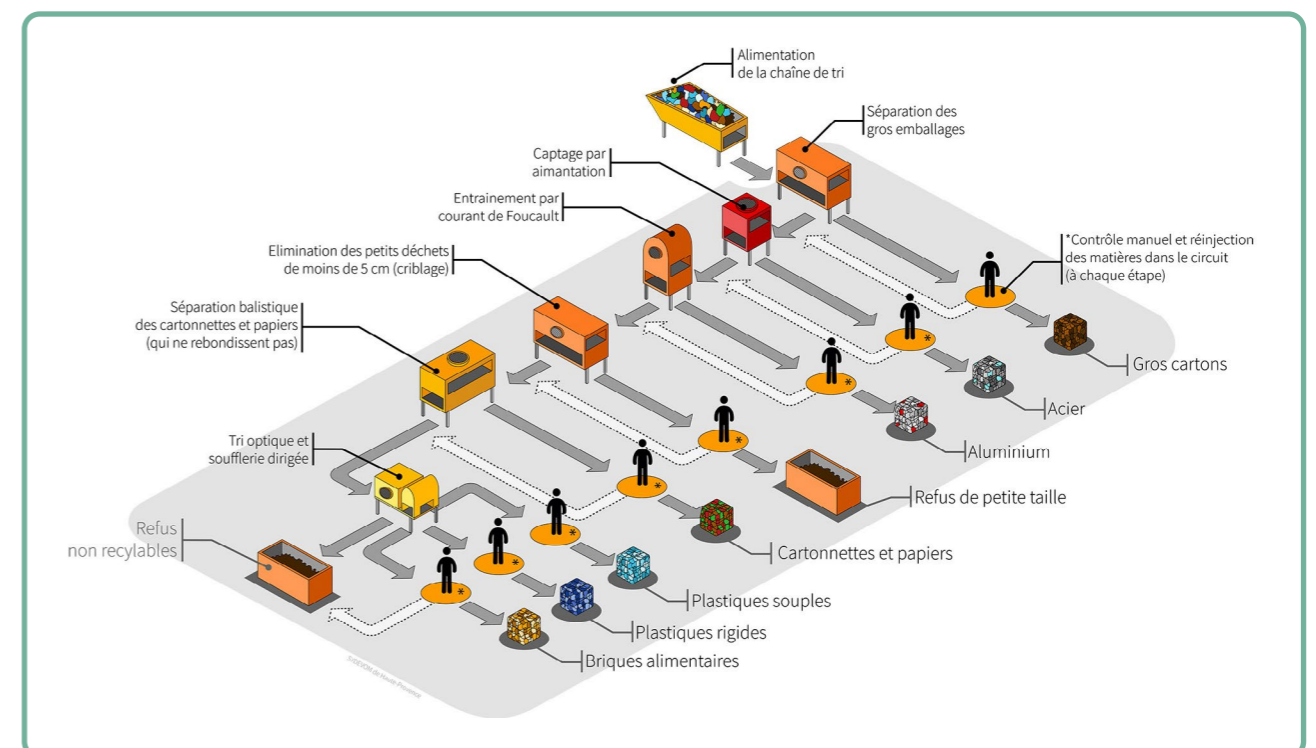 Alimentation
de la chaîne de tri
Séparation des
gros emballages
Captage par
aimantation
Entrainement par
courant de Foucault
Elimination des petits déchets
de moins de 5 cm (criblage)
Séparation balistique
des cartonnettes et papiers
(qui ne rebondissent pas)
Tri optique et
soufflerie dirigée
*Contrôle manuel et réinjection
des matières dans le circuit
(à chaque étape)
*
*
*
*
*
*
*
Gros cartons
Acier
Aluminium
Refus de petite taille
Cartonnettes et papiers
Plastiques souples
Plastiques rigides
Briques alimentaires
Refus
non recylables
de Haute Provence